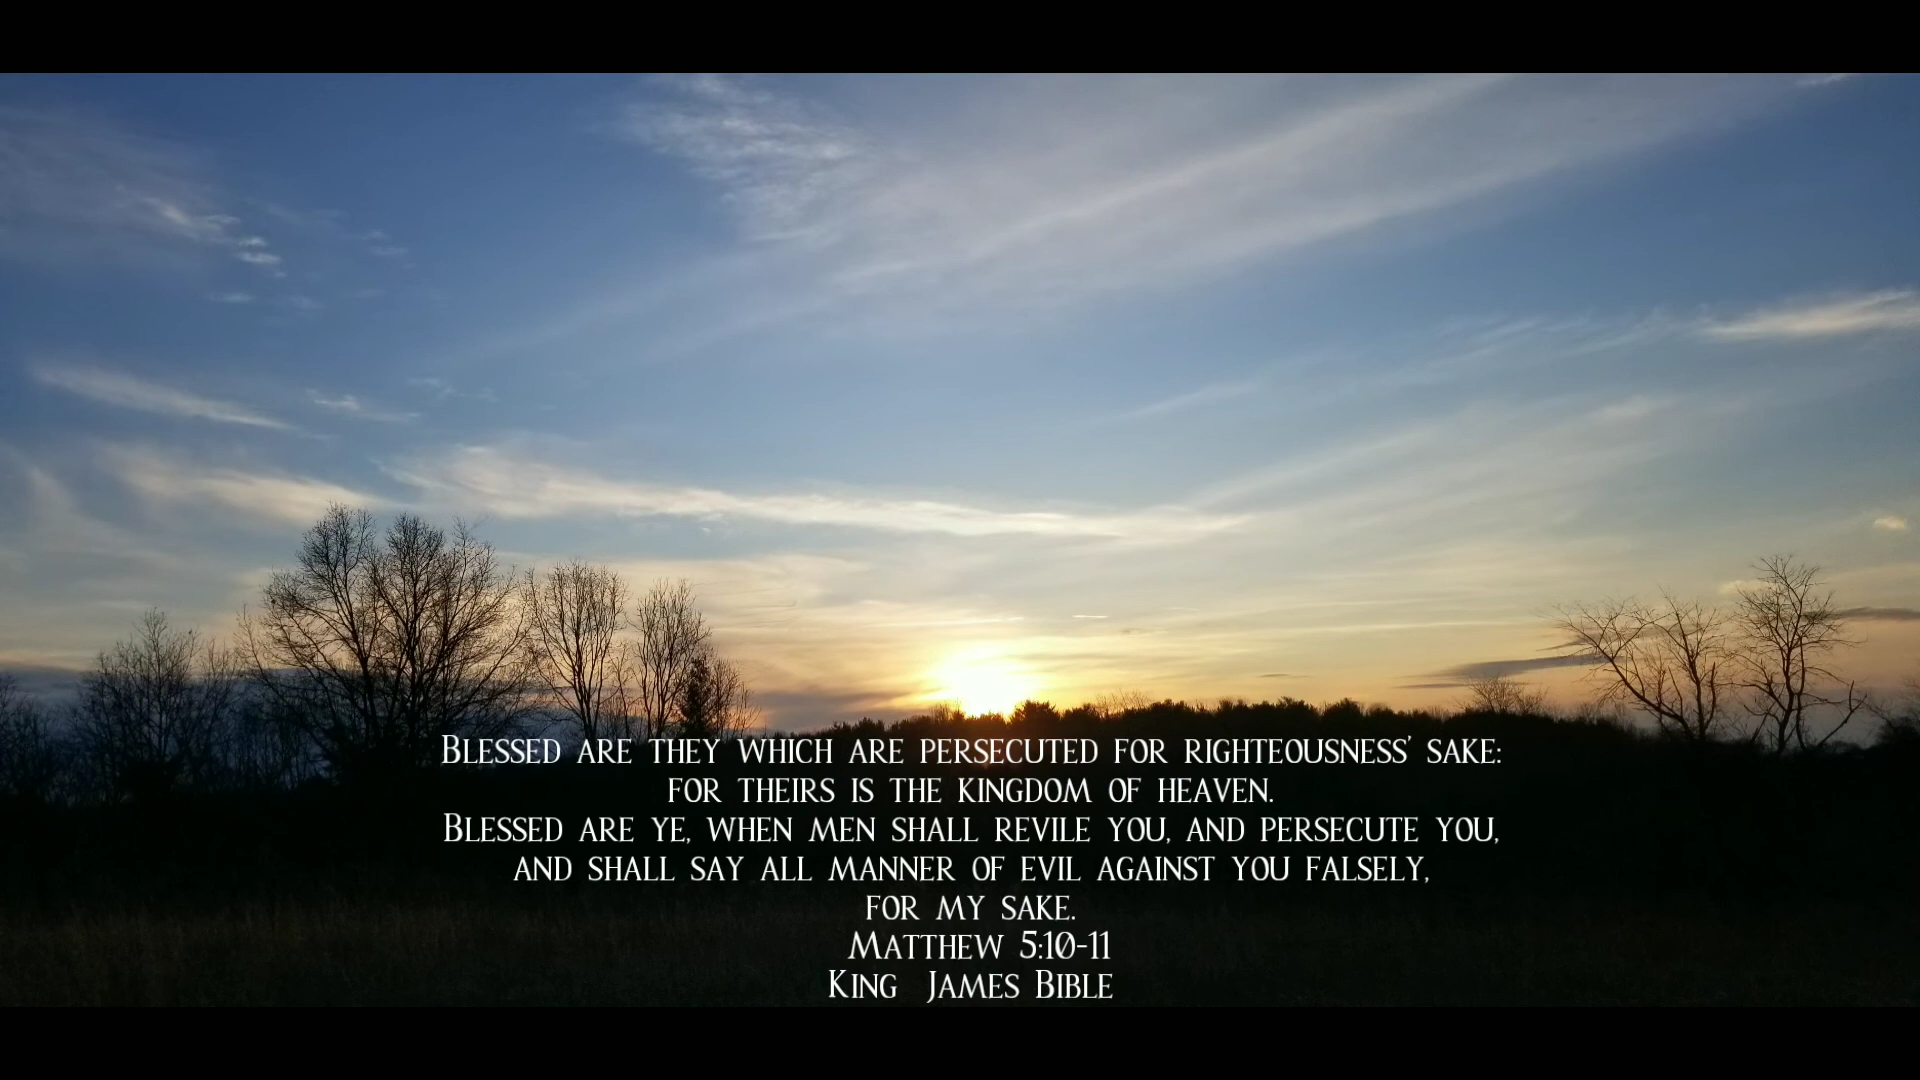 Blessed are they which are persecuted for righteousness' sake:
for theirs is the kingdom of heaven.
Blessed are ye, when men shall revile you, and persecute you,
and shall say all manner of evil against you falsely,
for my sake.
Matthew 5:10-11
King James Bible